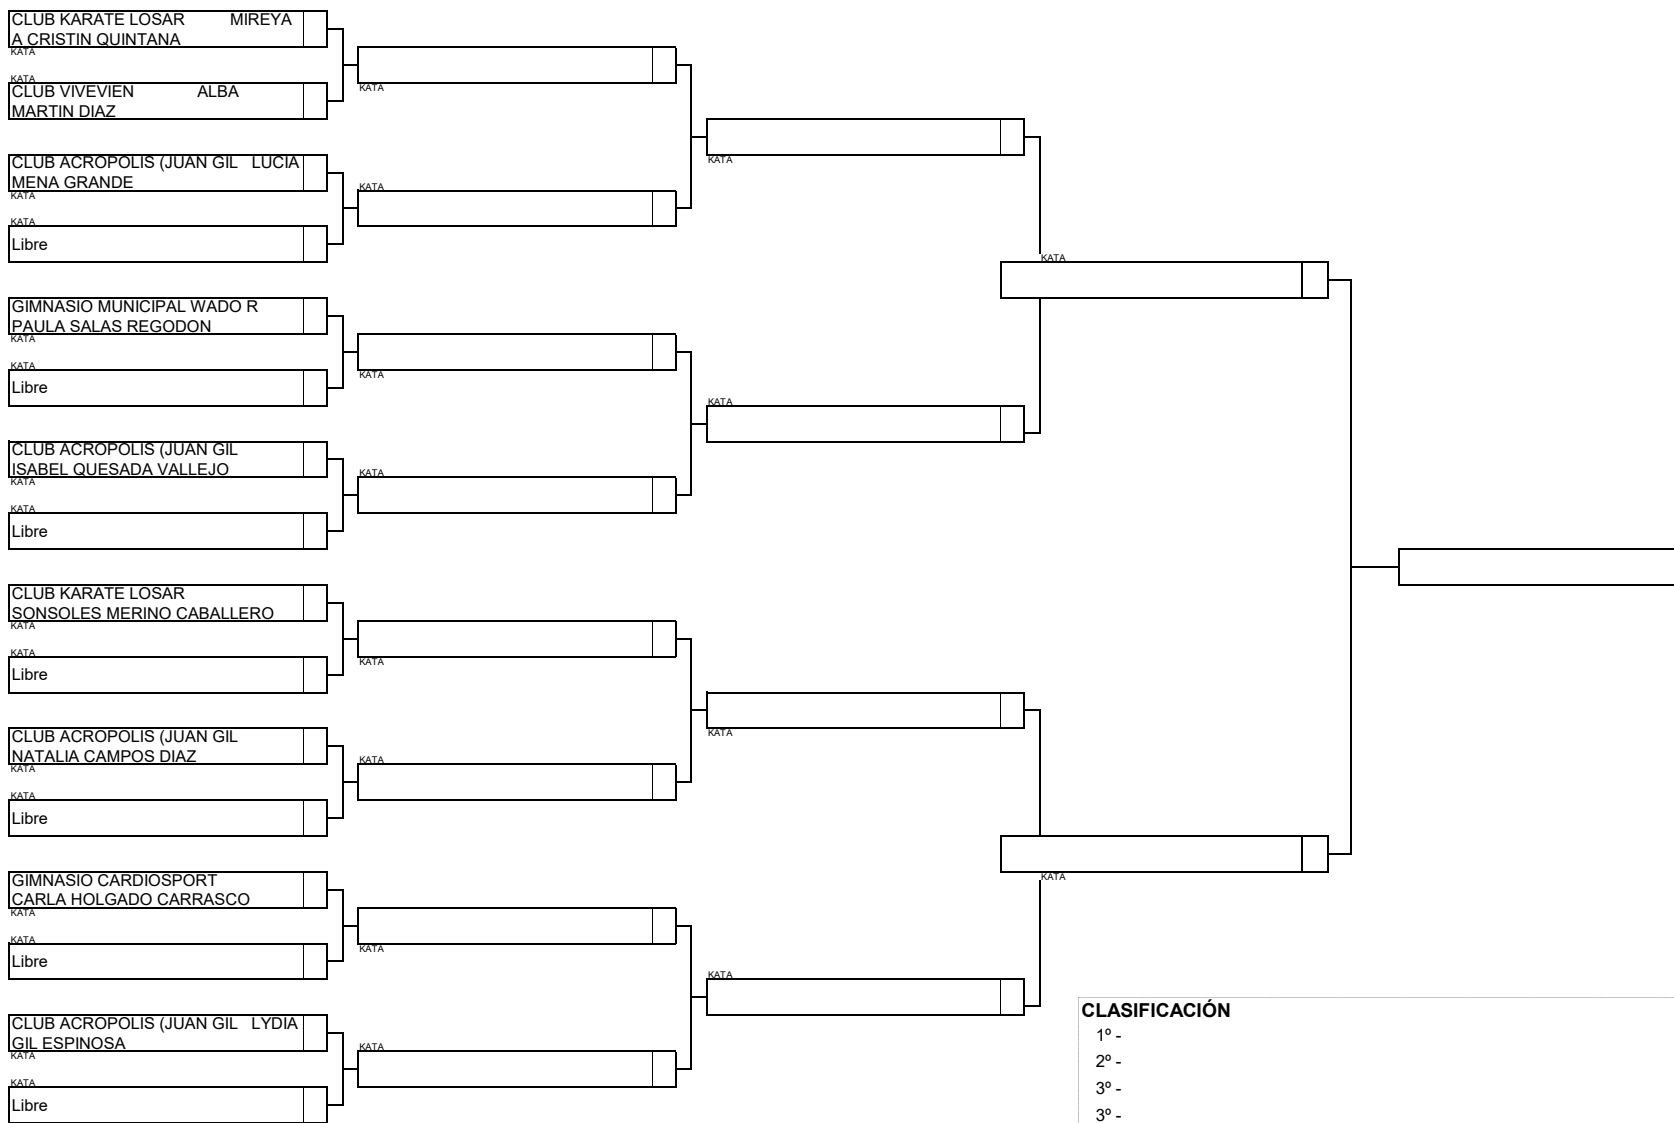 CLUB KARATE LOSAR MIREYA
A CRISTIN QUINTANA
KATA
KATA
CLUB VIVEVIEN ALBA
MARTIN DIAZ
CLUB ACROPOLIS (JUAN GIL LUCIA
MENA GRANDE
KATA
KATA
Libre
GIMNASIO MUNICIPAL WADO R
PAULA SALAS REGODON
KATA
KATA
Libre
CLUB ACROPOLIS (JUAN GIL
ISABEL QUESADA VALLEJO
KATA
KATA
Libre
CLUB KARATE LOSAR
SONSOLES MERINO CABALLERO
KATA
KATA
Libre
CLUB ACROPOLIS (JUAN GIL
NATALIA CAMPOS DIAZ
KATA
KATA
Libre
GIMNASIO CARDIOSPORT
CARLA HOLGADO CARRASCO
KATA
KATA
Libre
CLUB ACROPOLIS (JUAN GIL LYDIA
GIL ESPINOSA
KATA
KATA
Libre
KATA
KATA
KATA
KATA
KATA
KATA
KATA
KATA
KATA
KATA
KATA
KATA
KATA
KATA
CLASIFICACIÓN
1º -
2º -
3º -
3º -